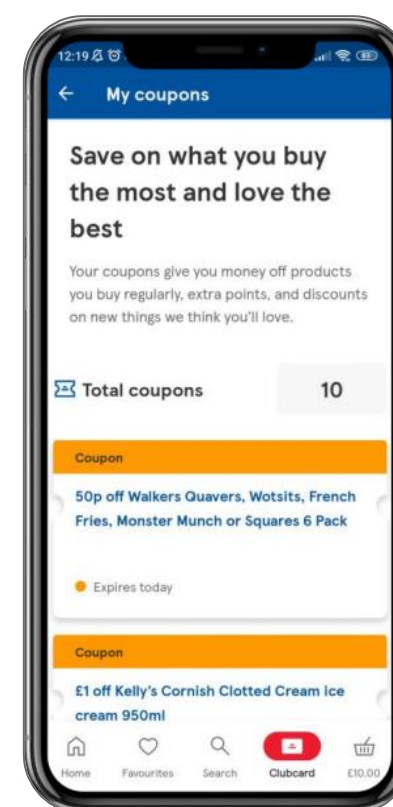 12:19
My coupons
Save on what you buy
the most and love the
best
Your coupons give you money off products
you buy regularly, extra points, and discounts
on new things we think you'll love.
Total coupons 10
Coupon
50p off Walkers Quavers, Wotsits, French
Fries, Monster Munch or Squares 6 Pack
Expires today
Coupon
£1 off Kelly's Cornish Clotted Cream ice
cream 950ml
Home Favourites Search Clubcard £10.00